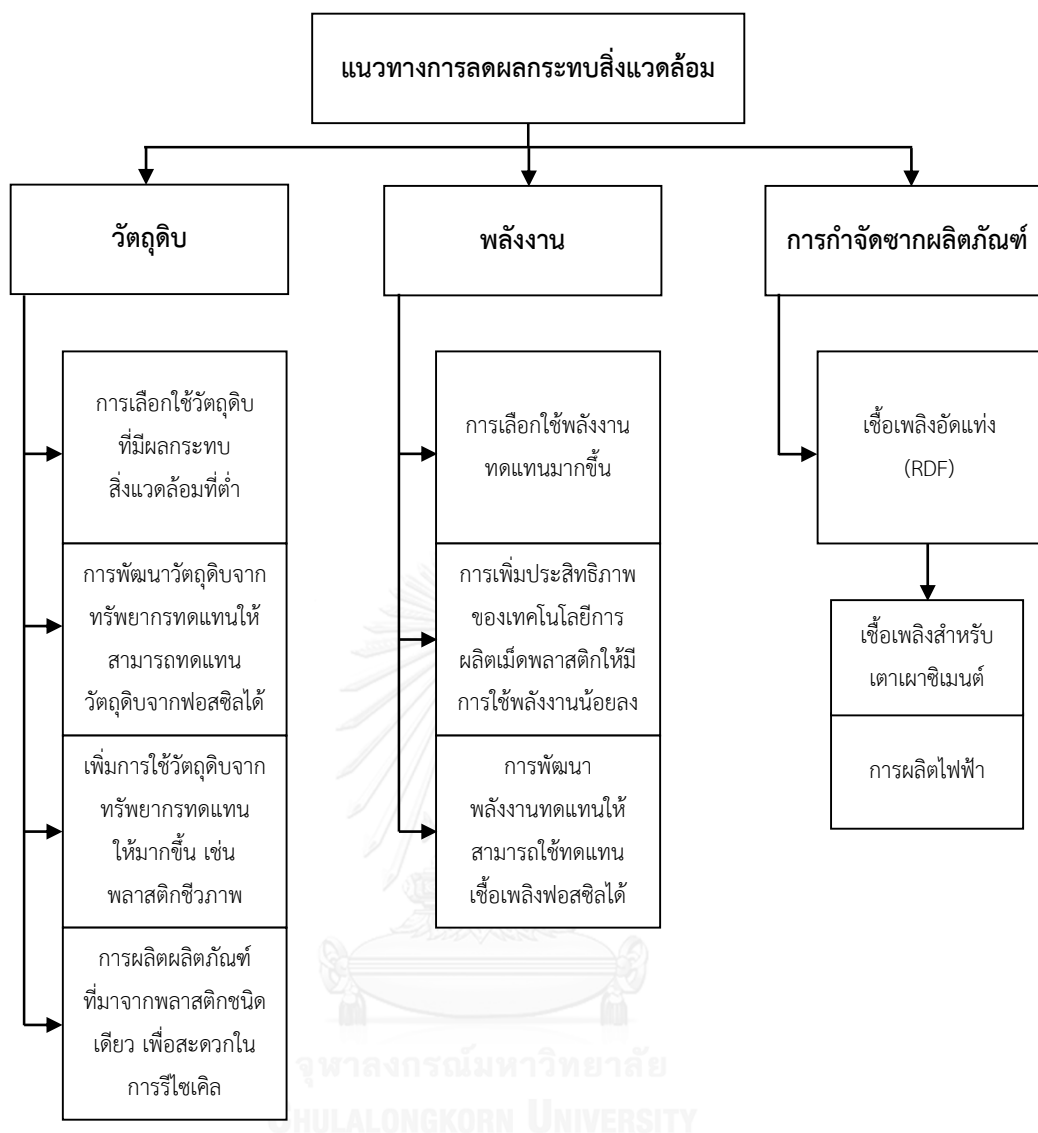 แนวทางการลดผลกระทบสิ่งแวดล้อม
วัตถุดิบ
พลังงาน
การกำจัดซากผลิตภัณฑ์
การเลือกใช้วัตถุดิบ
ที่มีผลกระทบ
สิ่งแวดล้อมที่ต่ำ
การพัฒนาวัตถุดิบจาก
ทรัพยากรทดแทนให้
สามารถทดแทน
วัตถุดิบจากฟอสซิลได้
เพิ่มการใช้วัตถุดิบจาก
ทรัพยากรทดแทน
ให้มากขึ้น เช่น
พลาสติกชีวภาพ
การผลิตผลิตภัณฑ์
ที่มาจากพลาสติกชนิด
เดียว เพื่อสะดวกใน
การรีไซเคิล
การเลือกใช้พลังงาน
ทดแทนมากขึ้น
การเพิ่มประสิทธิภาพ
ของเทคโนโลยีการ
ผลิตเม็ดพลาสติกให้มี
การใช้พลังงานน้อยลง
การพัฒนา
พลังงานทดแทนให้
สามารถใช้ทดแทน
เชื้อเพลิงฟอสซิลได้
เชื้อเพลิงอัดแท่ง
(RDF)
เชื้อเพลิงสำหรับ
เตาเผาซิเมนต์
การผลิตไฟฟ้า
จุฬาลงกรณ์มหาวิทยาลัย
CHULALONGKORN UNIVERSITY